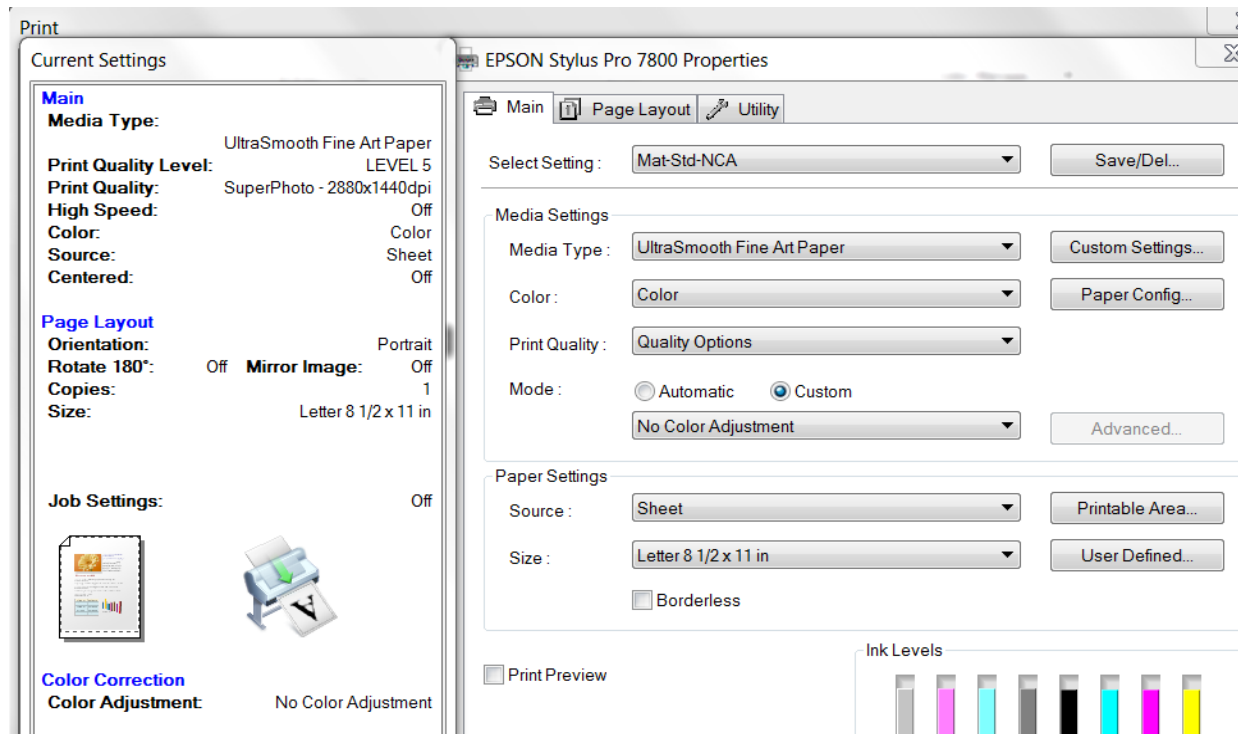 Print
Current Settings
Main
Media Type:
UltraSmooth Fine Art Paper
Print Quality Level: LEVEL 5
Print Quality: SuperPhoto - 2880x1440dpi
High Speed: Off
Color: Color
Source: Sheet
Centered: Off
Page Layout
Orientation: Portrait
Rotate 180°: Off Mirror Image: Off
Copies: 1
Size: Letter 8 1/2 x 11 in
Job Settings: Off
A
Color Correction
Color Adjustment: No Color Adjustment
EPSON Stylus Pro 7800 Properties
Main Page Layout Utility
Select Setting : Mat-Std-NCA Save/Del...
Media Settings
Media Type : UltraSmooth Fine Art Paper Custom Settings...
Color : Color Paper Config...
Print Quality : Quality Options
Mode : Automatic Custom
No Color Adjustment Advanced...
Paper Settings
Source : Sheet Printable Area...
Size : Letter 8 1/2 x 11 in User Defined...
Borderless
Print Preview
Ink Levels